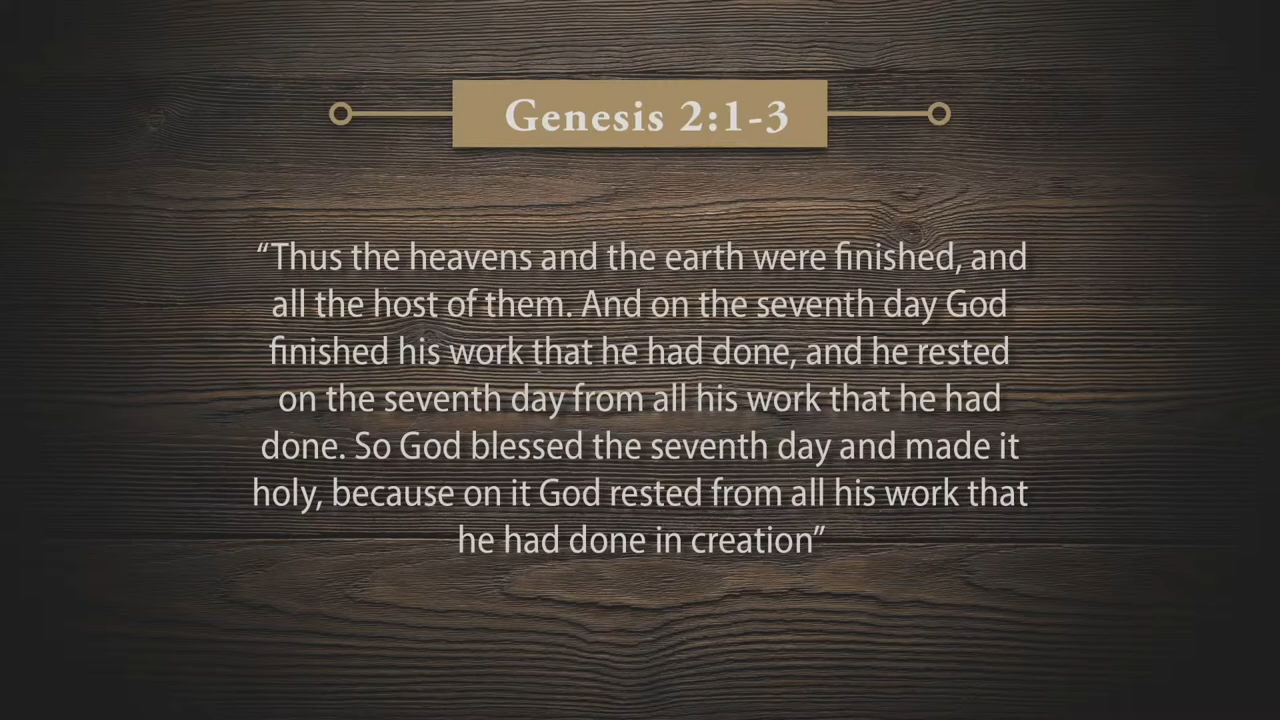 Genesis 2:1-3
“Thus the heavens and the earth were finished, and
all the host of them. And on the seventh day God
finished his work that he had done, and he rested
on the seventh day from all his work that he had
done. So God blessed the seventh day and made it
holy, because on it God rested from all his work that
he had done in creation”